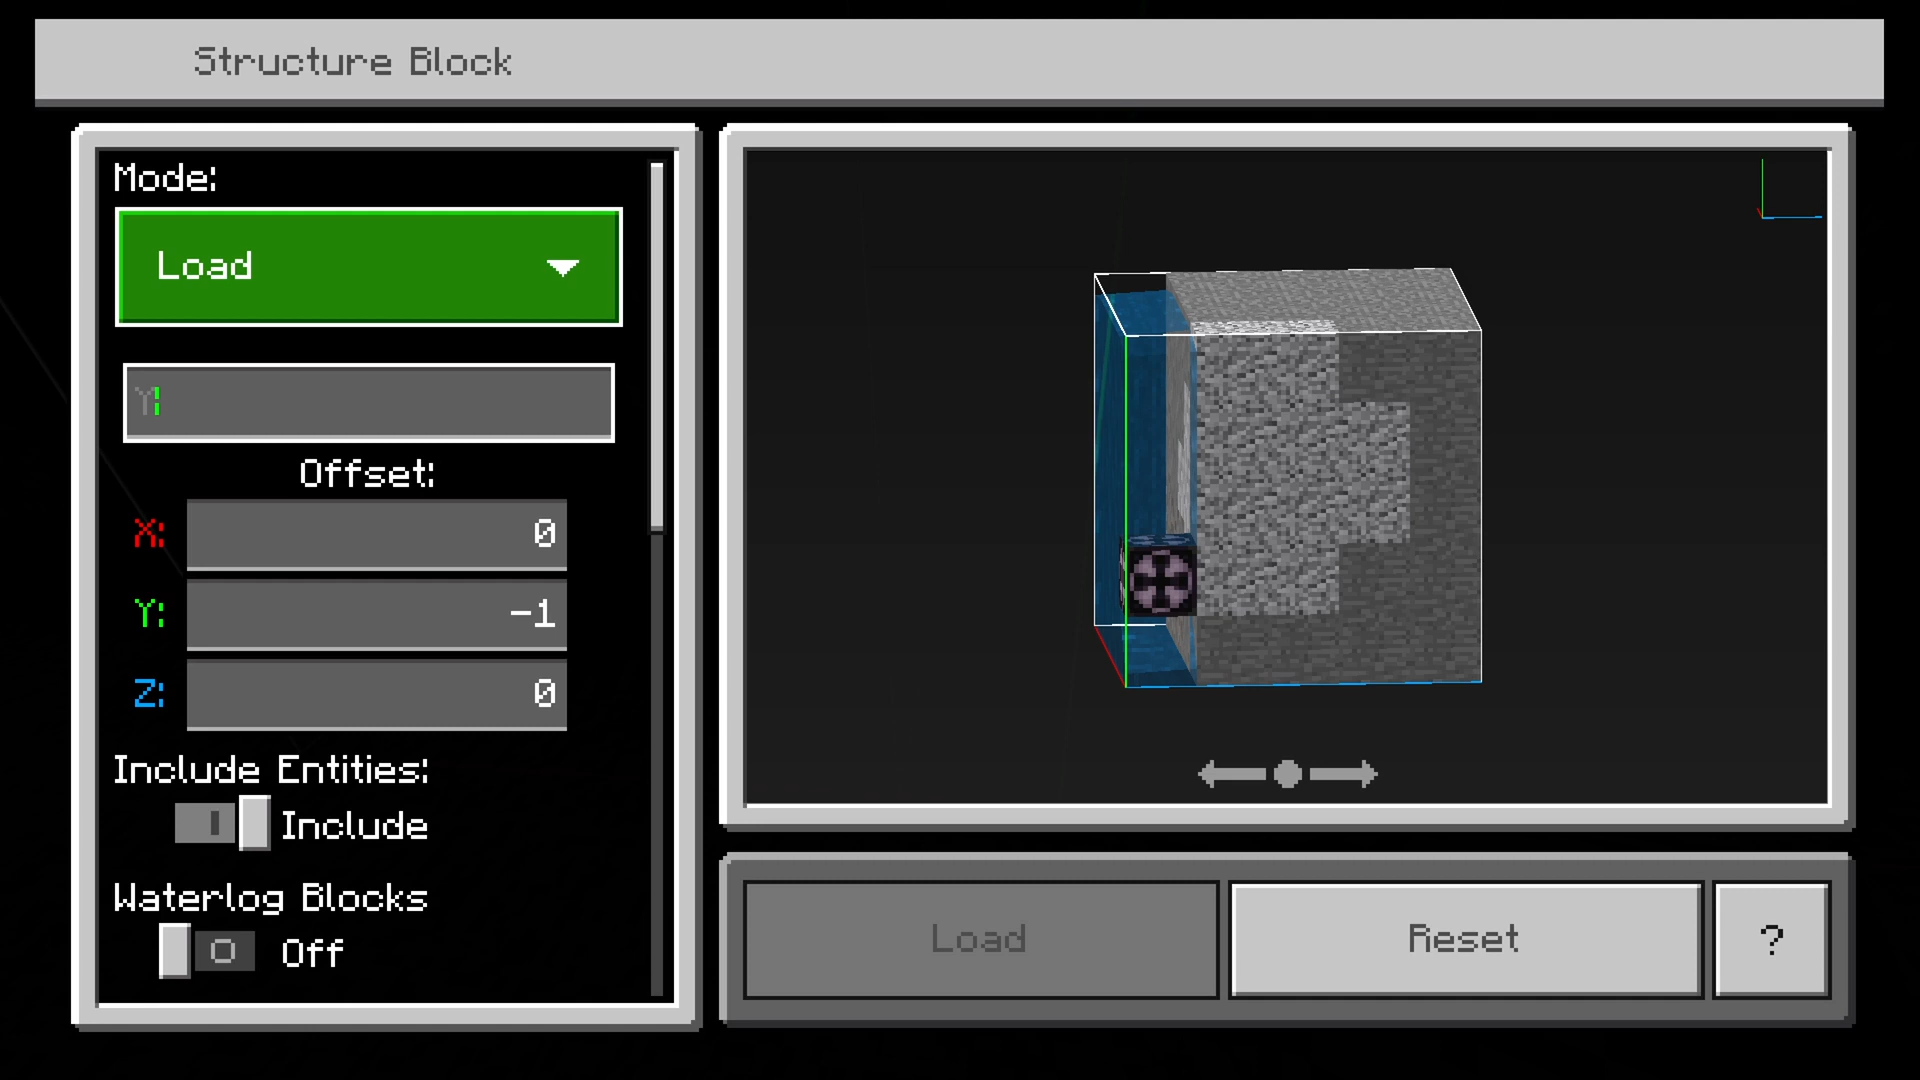 Structure Block
Mode:
Load
Offset:
X: 0
Y: -1
Z: 0
Include Entities:
Include
Waterlog Blocks
Off
Load
Reset
?